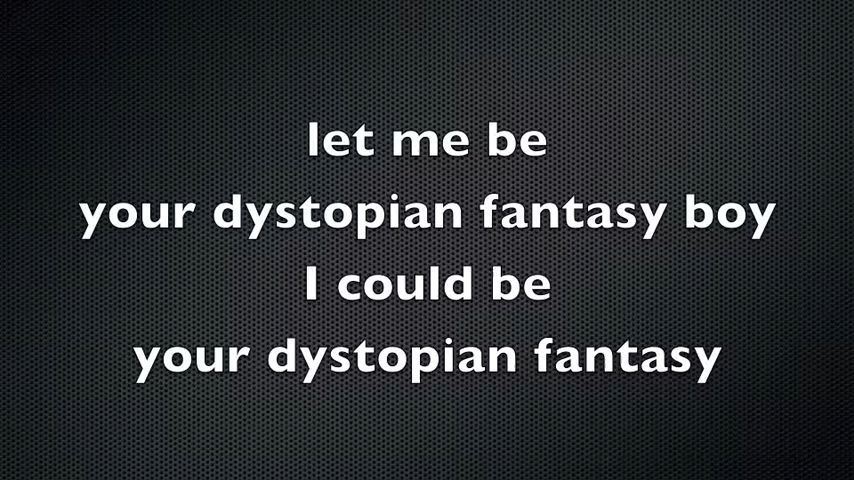 let me be
your dystopian fantasy boy
I could be
your dystopian fantasy